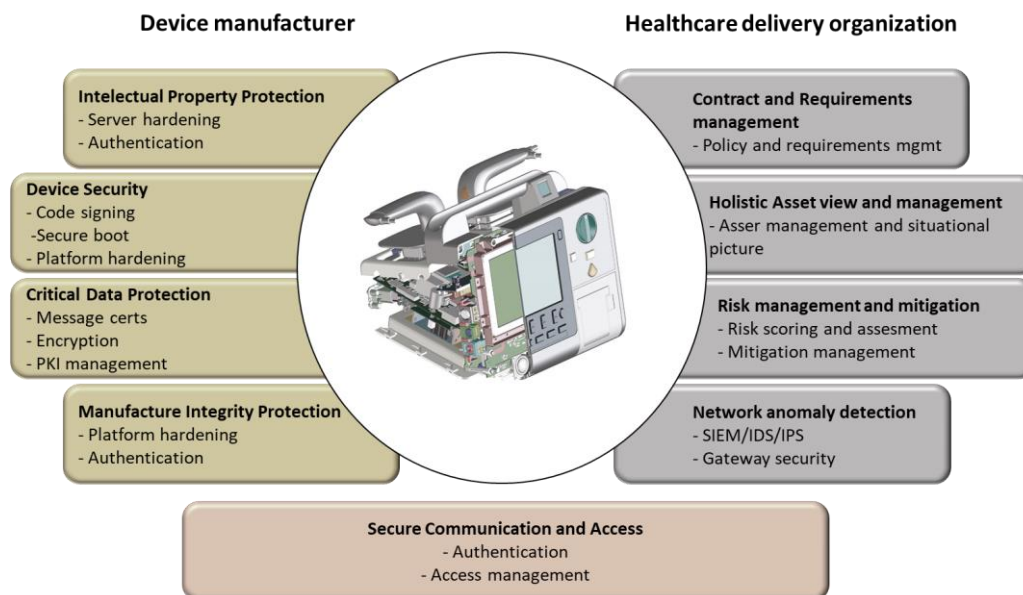 Device manufacturer
Intelectual Property Protection
- Server hardening
- Authentication
Device Security
- Code signing
-Secure boot
- Platform hardening
Critical Data Protection
- Message certs
- Encryption
- PKI management
Manufacture Integrity Protection
- Platform hardening
- Authentication
Healthcare delivery organization
Contract and Requirements
management
- Policy and requirements mgmt
Holistic Asset view and management
- Asser management and situational
picture
Risk management and mitigation
- Risk scoring and assesment
- Mitigation management
Network anomaly detection
- SIEM/IDS/IPS
- Gateway security
Secure Communication and Access
- Authentication
- Access management